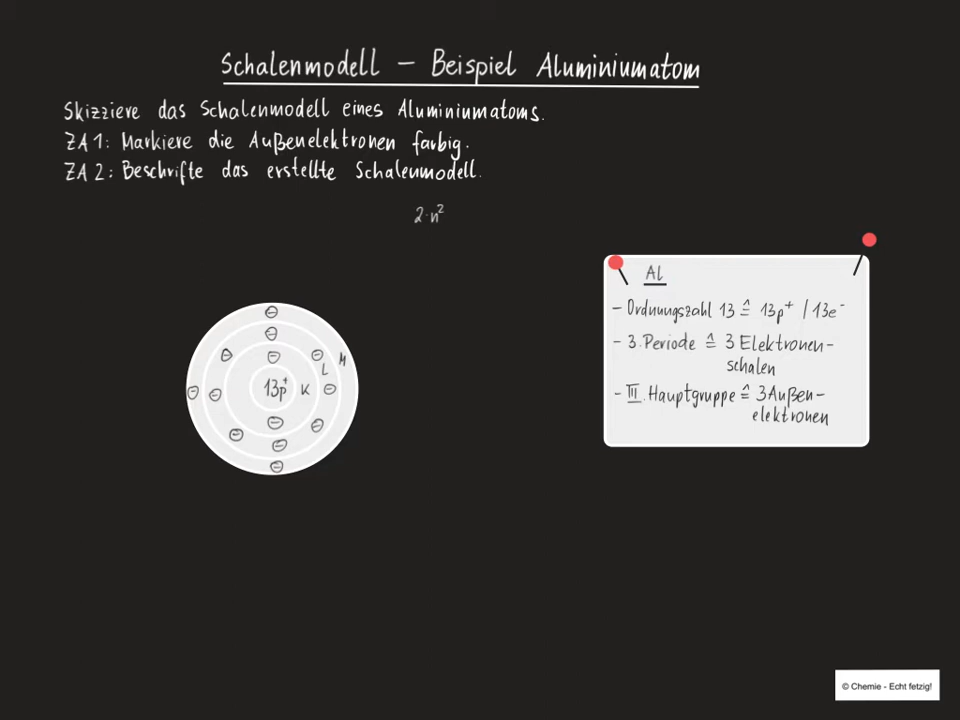 Schalenmodell – Beispiel Aluminiumatom
Skizziere das Schalenmodell eines Aluminiumatoms.
ZA 1: Markiere die Außenelektronen farbig.
ZA 2: Beschrifte das erstellte Schalenmodell.
2·n²
Al
- Ordnungszahl 13 ≙ 13p⁺ / 13e⁻
- 3. Periode ≙ 3 Elektronen-
schalen
- III. Hauptgruppe ≙ 3 Außen-
elektronen
13p⁺ K L M
© Chemie - Echt fetzig!